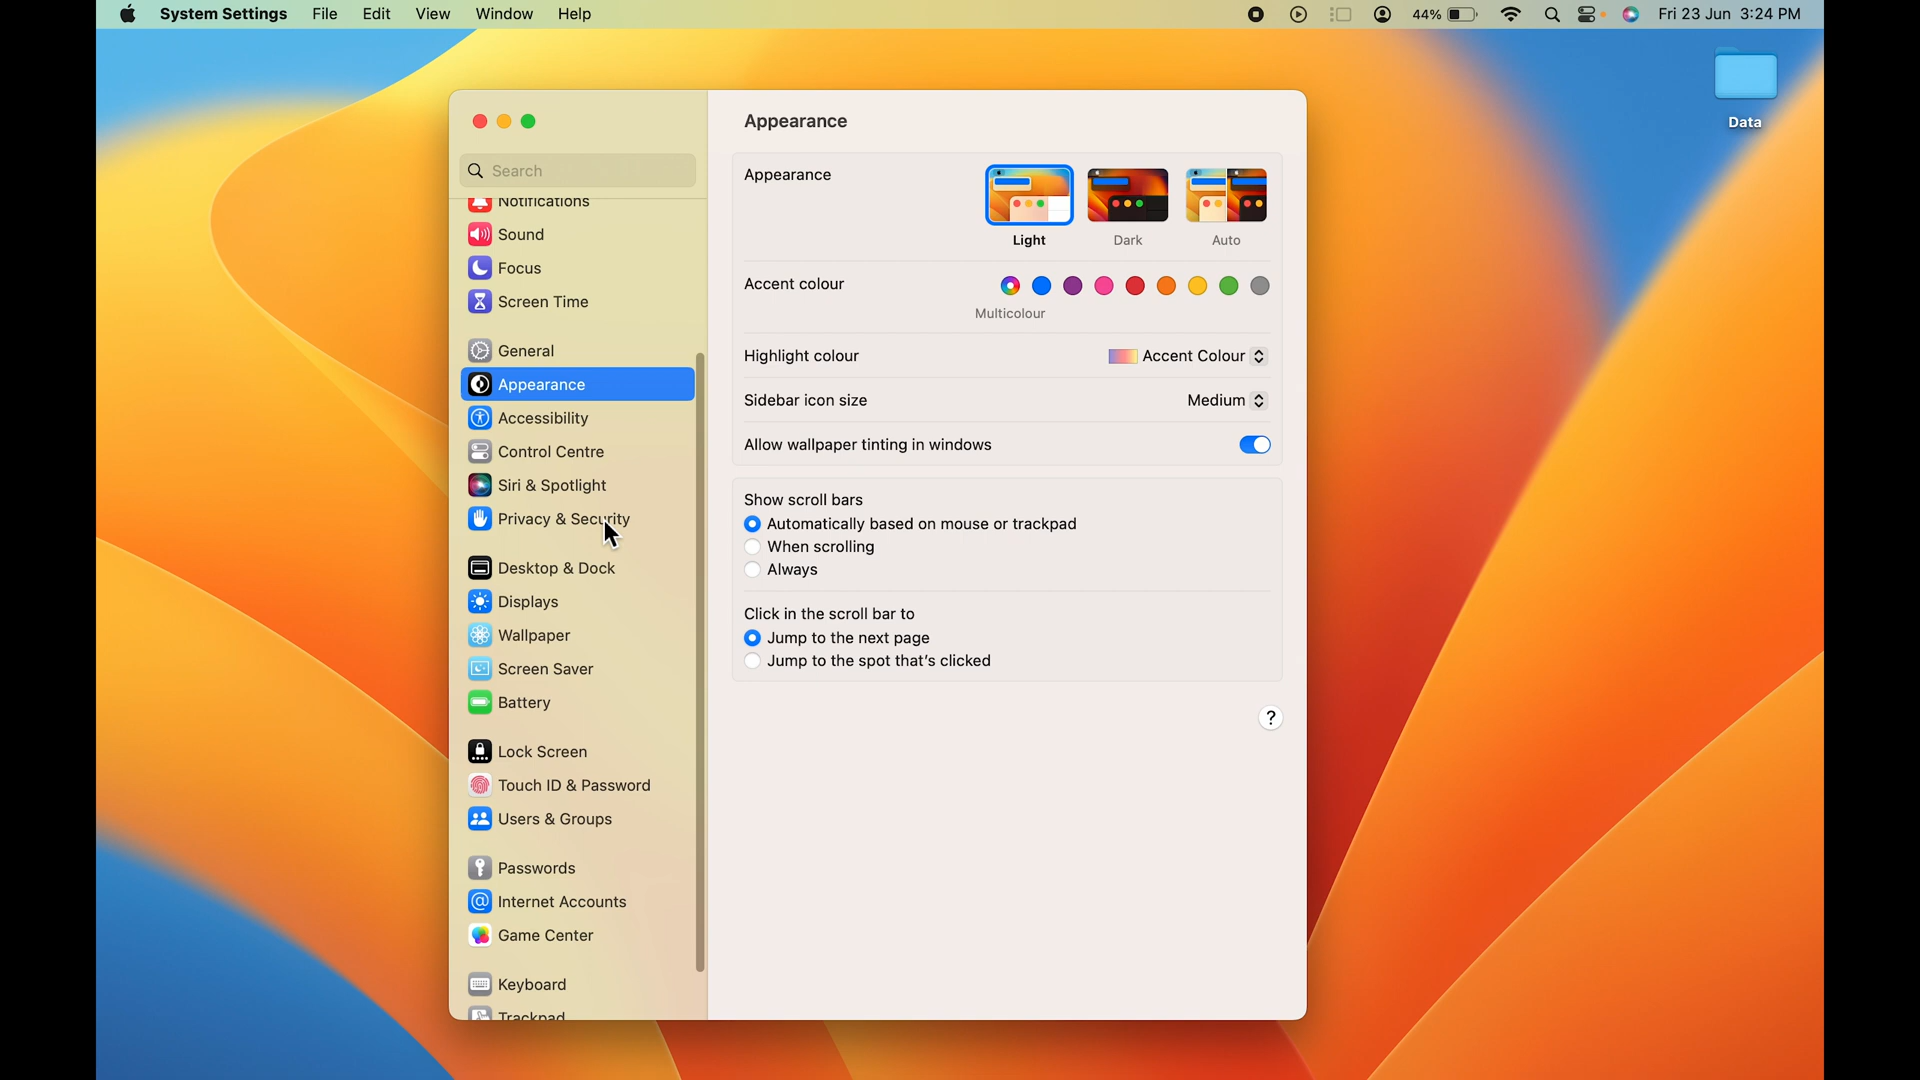 System Settings File Edit View Window Help 44% Fri 23 Jun 3:24 PM
Data
Search
Notifications
Sound
Focus
Screen Time
General
Appearance
Accessibility
Control Centre
Siri & Spotlight
Privacy & Security
Desktop & Dock
Displays
Wallpaper
Screen Saver
Battery
Lock Screen
Touch ID & Password
Users & Groups
Passwords
Internet Accounts
Game Center
Keyboard
Trackpad
Appearance
Appearance
Light Dark Auto
Accent colour
Multicolour
Highlight colour Accent Colour
Sidebar icon size Medium
Allow wallpaper tinting in windows
Show scroll bars
Automatically based on mouse or trackpad
When scrolling
Always
Click in the scroll bar to
Jump to the next page
Jump to the spot that's clicked
?